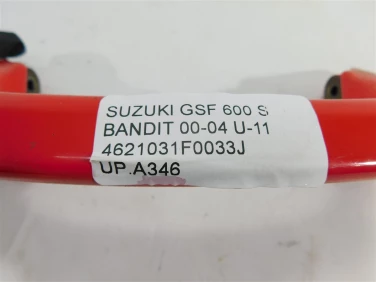 SUZUKI GSF 600 S
BANDIT 00-04 U-11
4621031F0033J
UP.A346